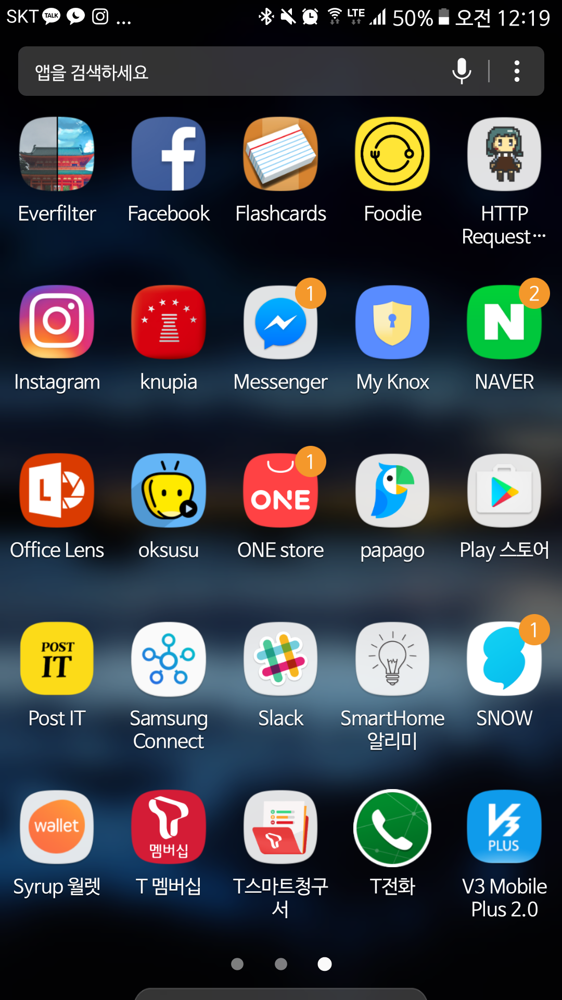 SKT TALK ... LTE 50% 오전 12:19
앱을 검색하세요
Everfilter Facebook Flashcards Foodie HTTP
Request…
1 2
Instagram knupia Messenger My Knox NAVER
L ONE 1
Office Lens oksusu ONE store papago Play 스토어
POST
IT 1
Post IT Samsung Slack SmartHome SNOW
Connect 알리미
wallet 멤버십 V3 PLUS
Syrup 월렛 T 멤버십 T스마트청구 T전화 V3 Mobile
서 Plus 2.0